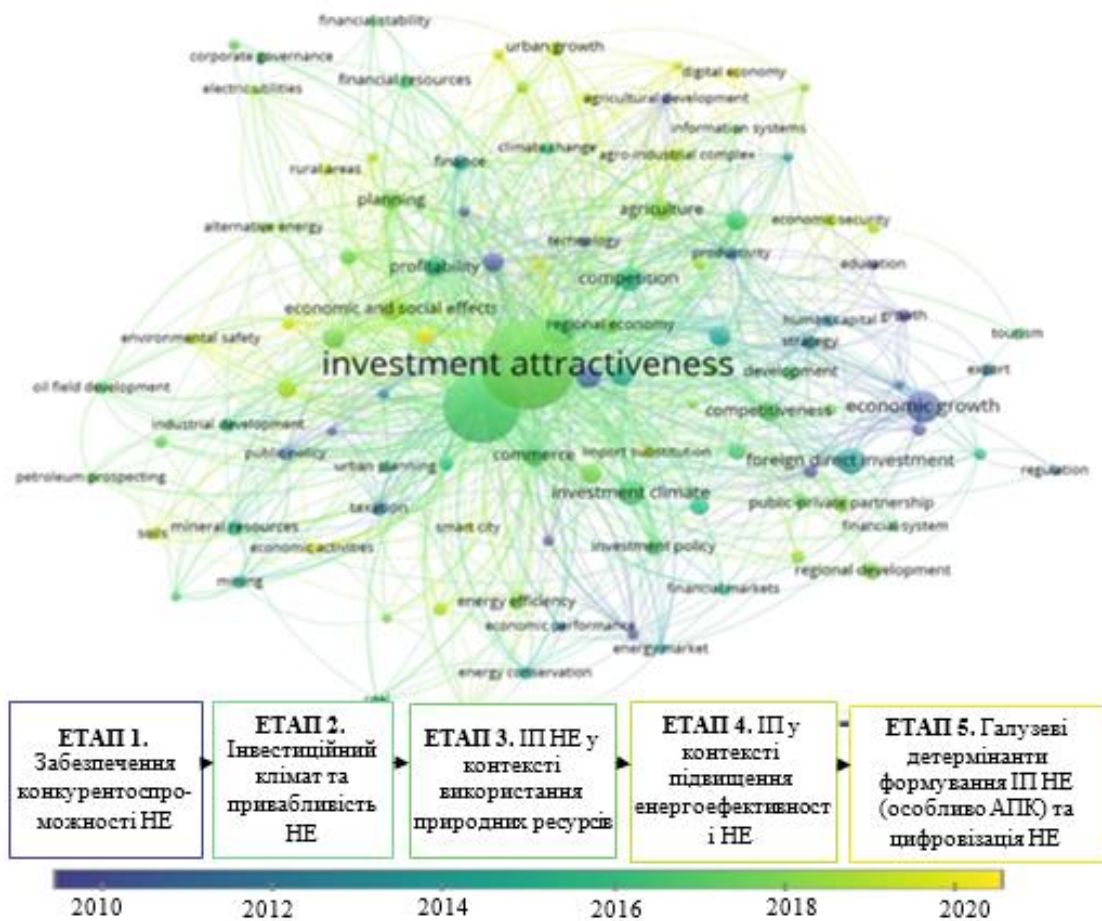 financial stability
corporate governance
urban growth
electric utilities
financial resources
digital economy
agricultural development
information systems
climate change
agro-industrial complex
finance
rural areas
planning
agriculture
alternative energy
economic security
technology
productivity
profitability
competition
education
economic and social effects
regional economy
human capital
growth
environmental safety
strategy
tourism
investment attractiveness
development
export
oil field development
competitiveness
economic growth
industrial development
public policy
commerce
import substitution
urban planning
foreign direct investment
petroleum prospecting
investment climate
regulation
taxation
public-private partnership
soils
mineral resources
smart city
financial system
economic activities
investment policy
regional development
mining
financial markets
energy efficiency
economic performance
energy market
energy conservation
coal
ЕТАП 1.
Забезпечення
конкурентоспро-
можності НЕ
ЕТАП 2.
Інвестиційний
клімат та
привабливість
НЕ
ЕТАП 3. ІП НЕ у
контексті
використання
природних ресурсів
ЕТАП 4. ІП у
контексті
підвищення
енергоефективност
і НЕ
ЕТАП 5. Галузеві
детермінанти
формування ІП НЕ
(особливо АПК) та
цифровізація НЕ
2010 2012 2014 2016 2018 2020